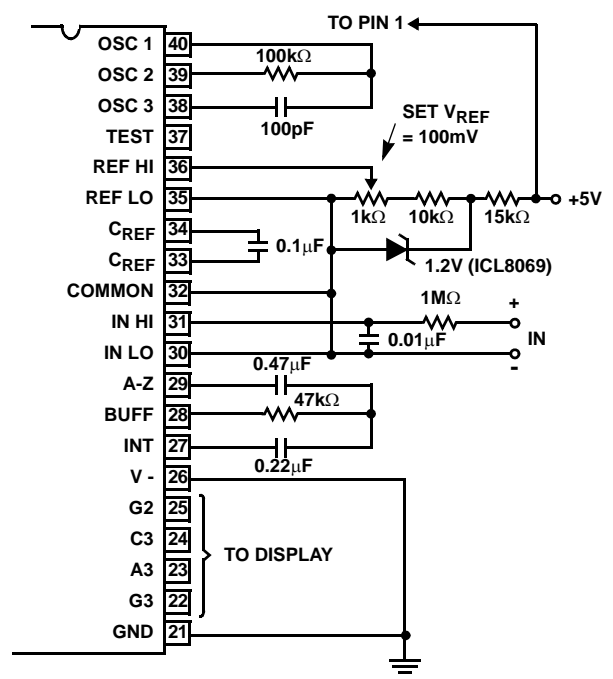 TO PIN 1
OSC 1 40
100kΩ
OSC 2 39
OSC 3 38
100pF
SET VREF
= 100mV
TEST 37
REF HI 36
REF LO 35
1kΩ 10kΩ 15kΩ
+5V
CREF 34
0.1μF
CREF 33
1.2V (ICL8069)
COMMON 32
1MΩ
IN HI 31
+
0.01μF
IN
IN LO 30
-
0.47μF
A-Z 29
47kΩ
BUFF 28
INT 27
0.22μF
V - 26
G2 25
C3 24
TO DISPLAY
A3 23
G3 22
GND 21